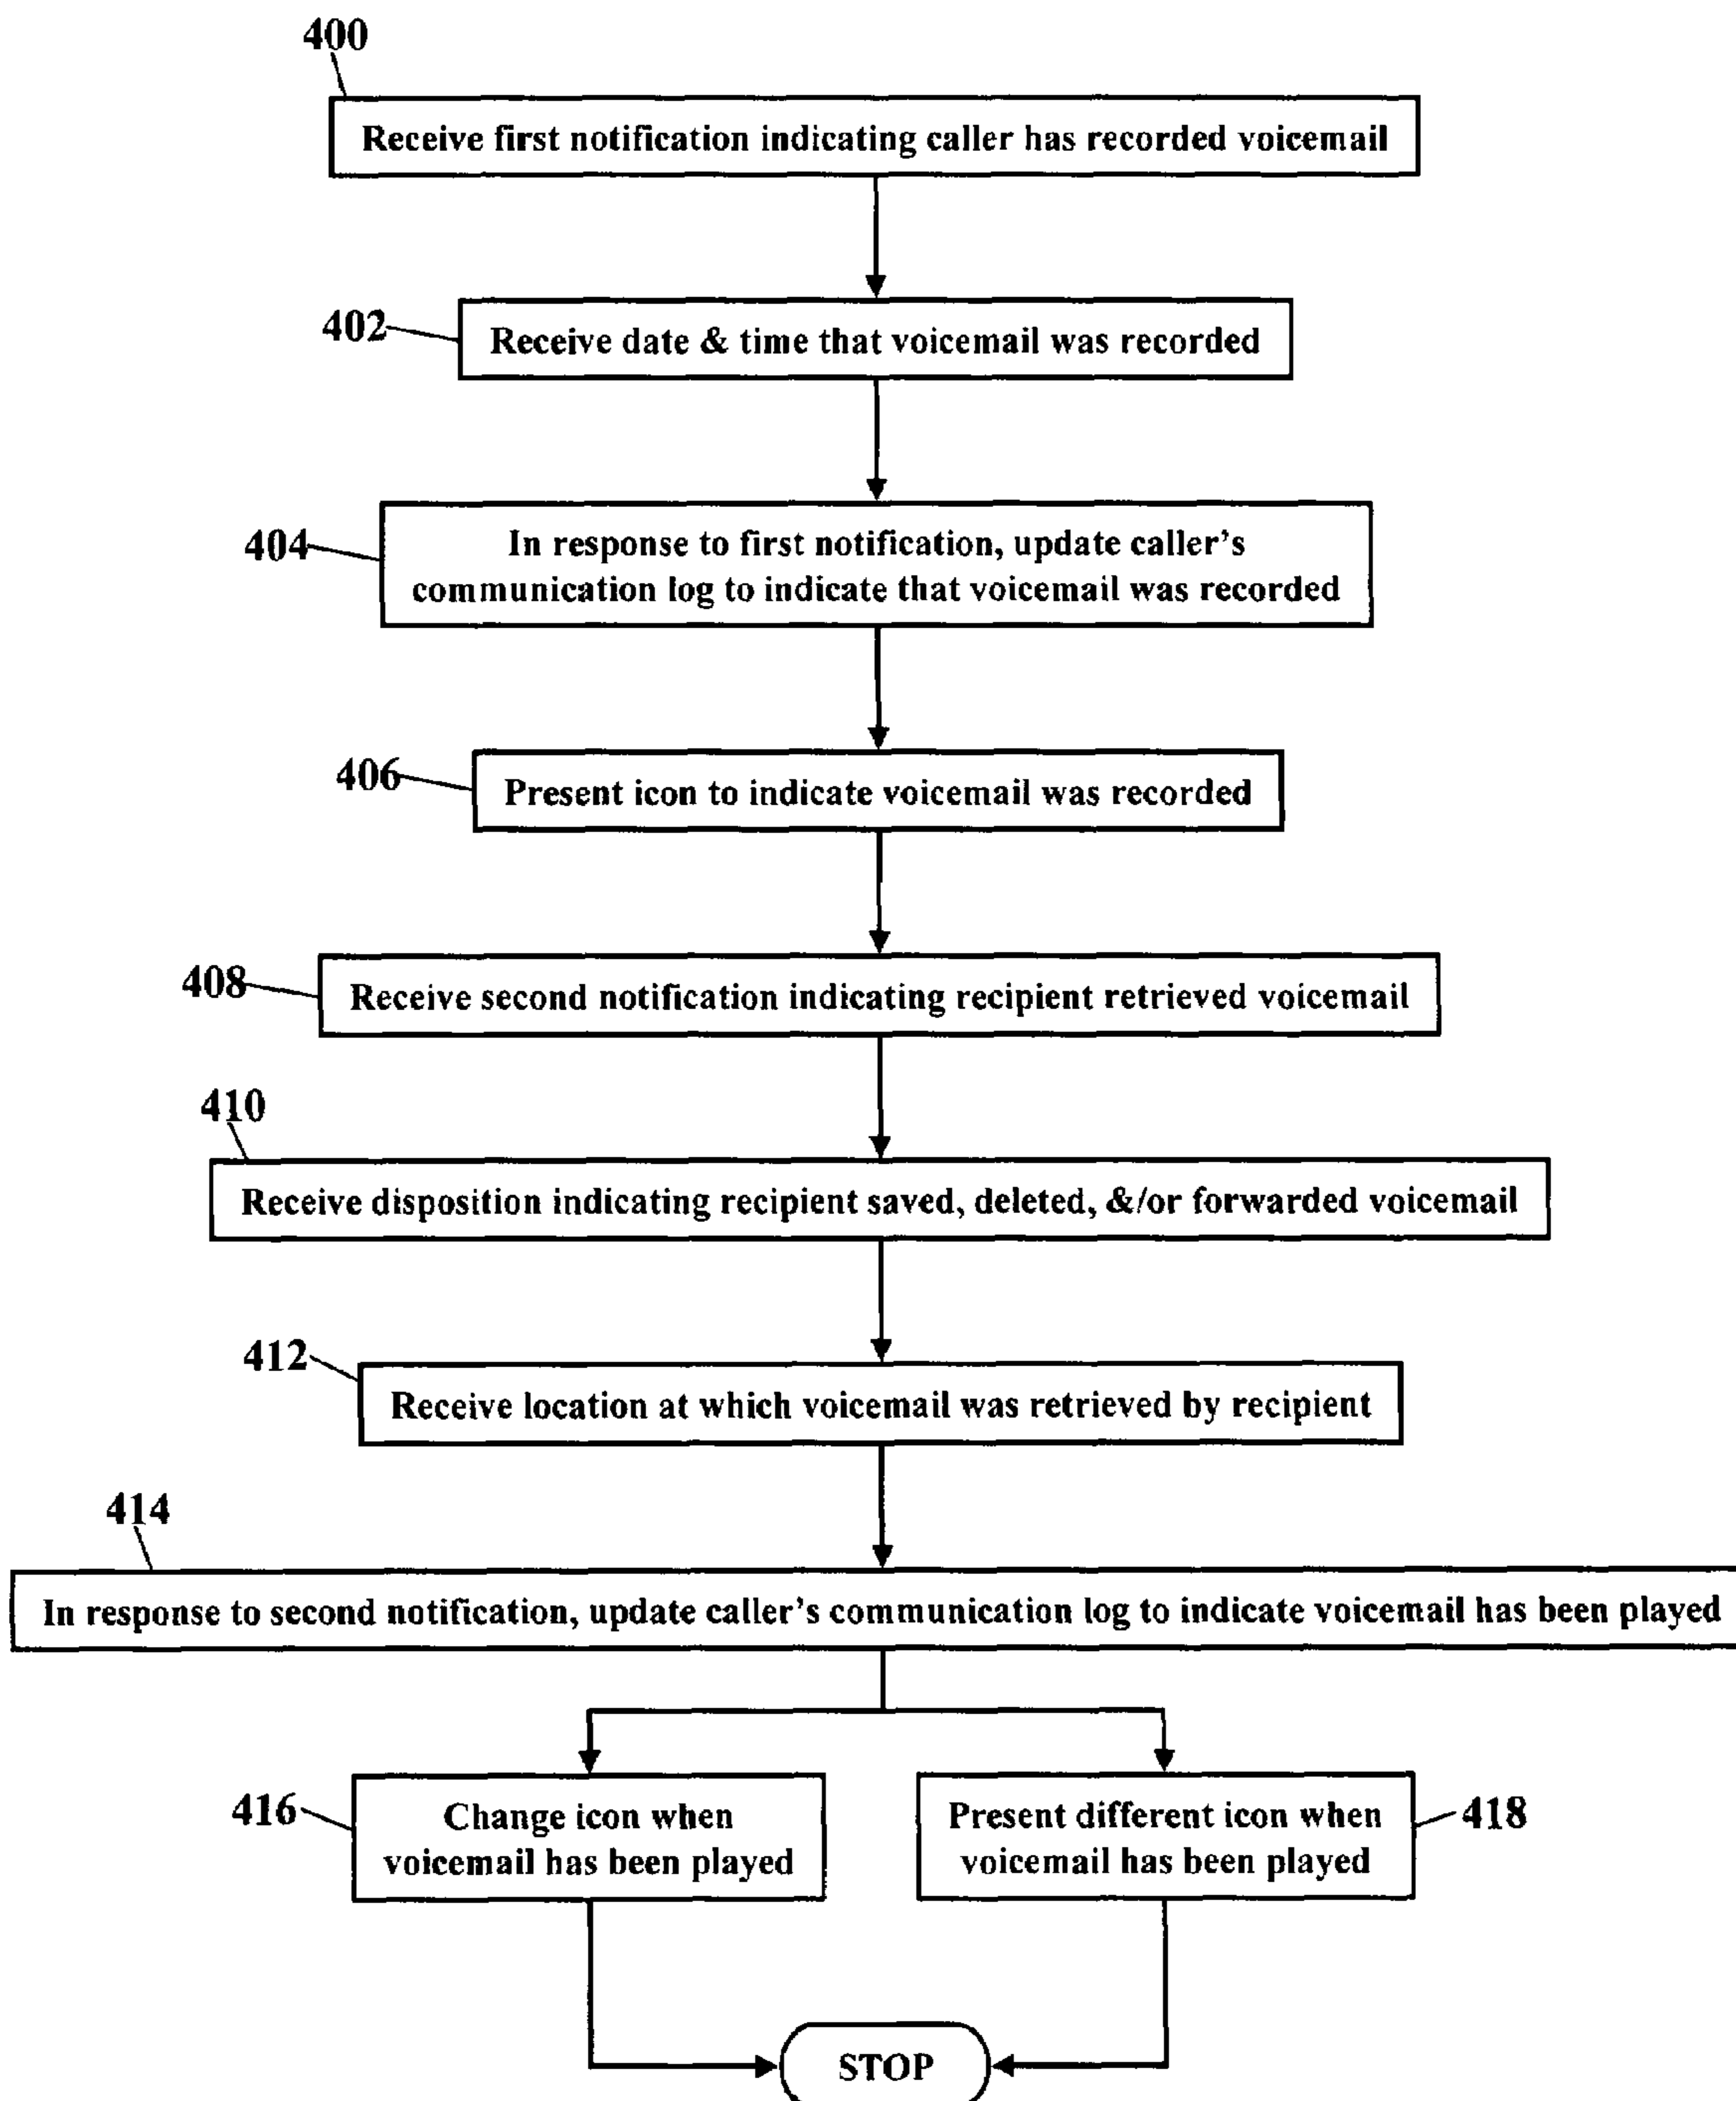 400
Receive first notification indicating caller has recorded voicemail
402
Receive date & time that voicemail was recorded
404
In response to first notification, update caller's
communication log to indicate that voicemail was recorded
406
Present icon to indicate voicemail was recorded
408
Receive second notification indicating recipient retrieved voicemail
410
Receive disposition indicating recipient saved, deleted, &/or forwarded voicemail
412
Receive location at which voicemail was retrieved by recipient
414
In response to second notification, update caller's communication log to indicate voicemail has been played
416
Change icon when
voicemail has been played
Present different icon when
voicemail has been played
418
STOP